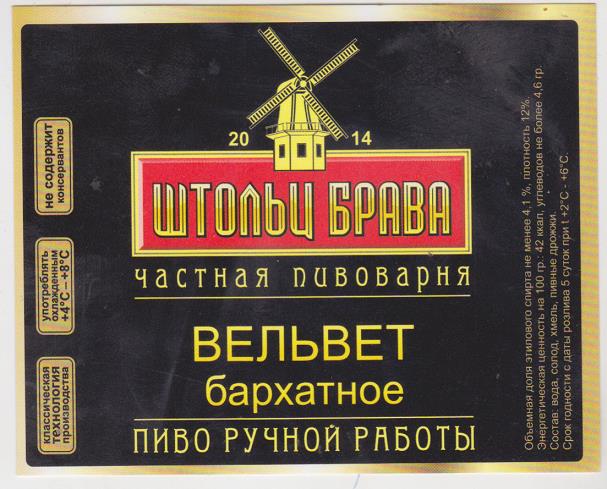 20 14
ШТОЛЬЦ БРАВА
частная пивоварня
ВЕЛЬВЕТ
бархатное
ПИВО РУЧНОЙ РАБОТЫ
не содержит
консервантов
употреблять
охлажденным
+4°С – +8°С
классическая
технология
производства
Объемная доля этилового спирта не менее 4,1 %, плотность 12%.
Энергетическая ценность на 100 гр.: 42 ккал, углеводов не более 4,6 гр.
Состав: вода, солод, хмель, пивные дрожжи.
Срок годности с даты розлива 5 суток при t +2°С - +6°С.